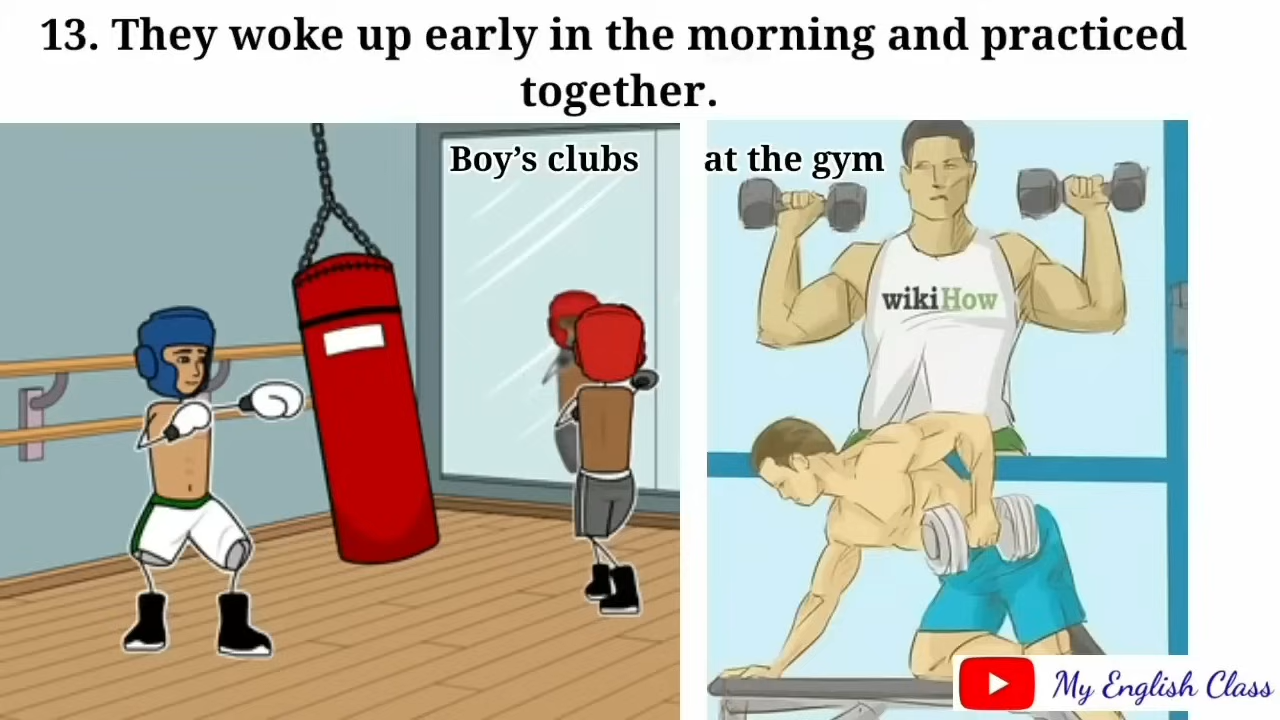 13. They woke up early in the morning and practiced
together.
Boy’s clubs
at the gym
wikiHow
My English Class